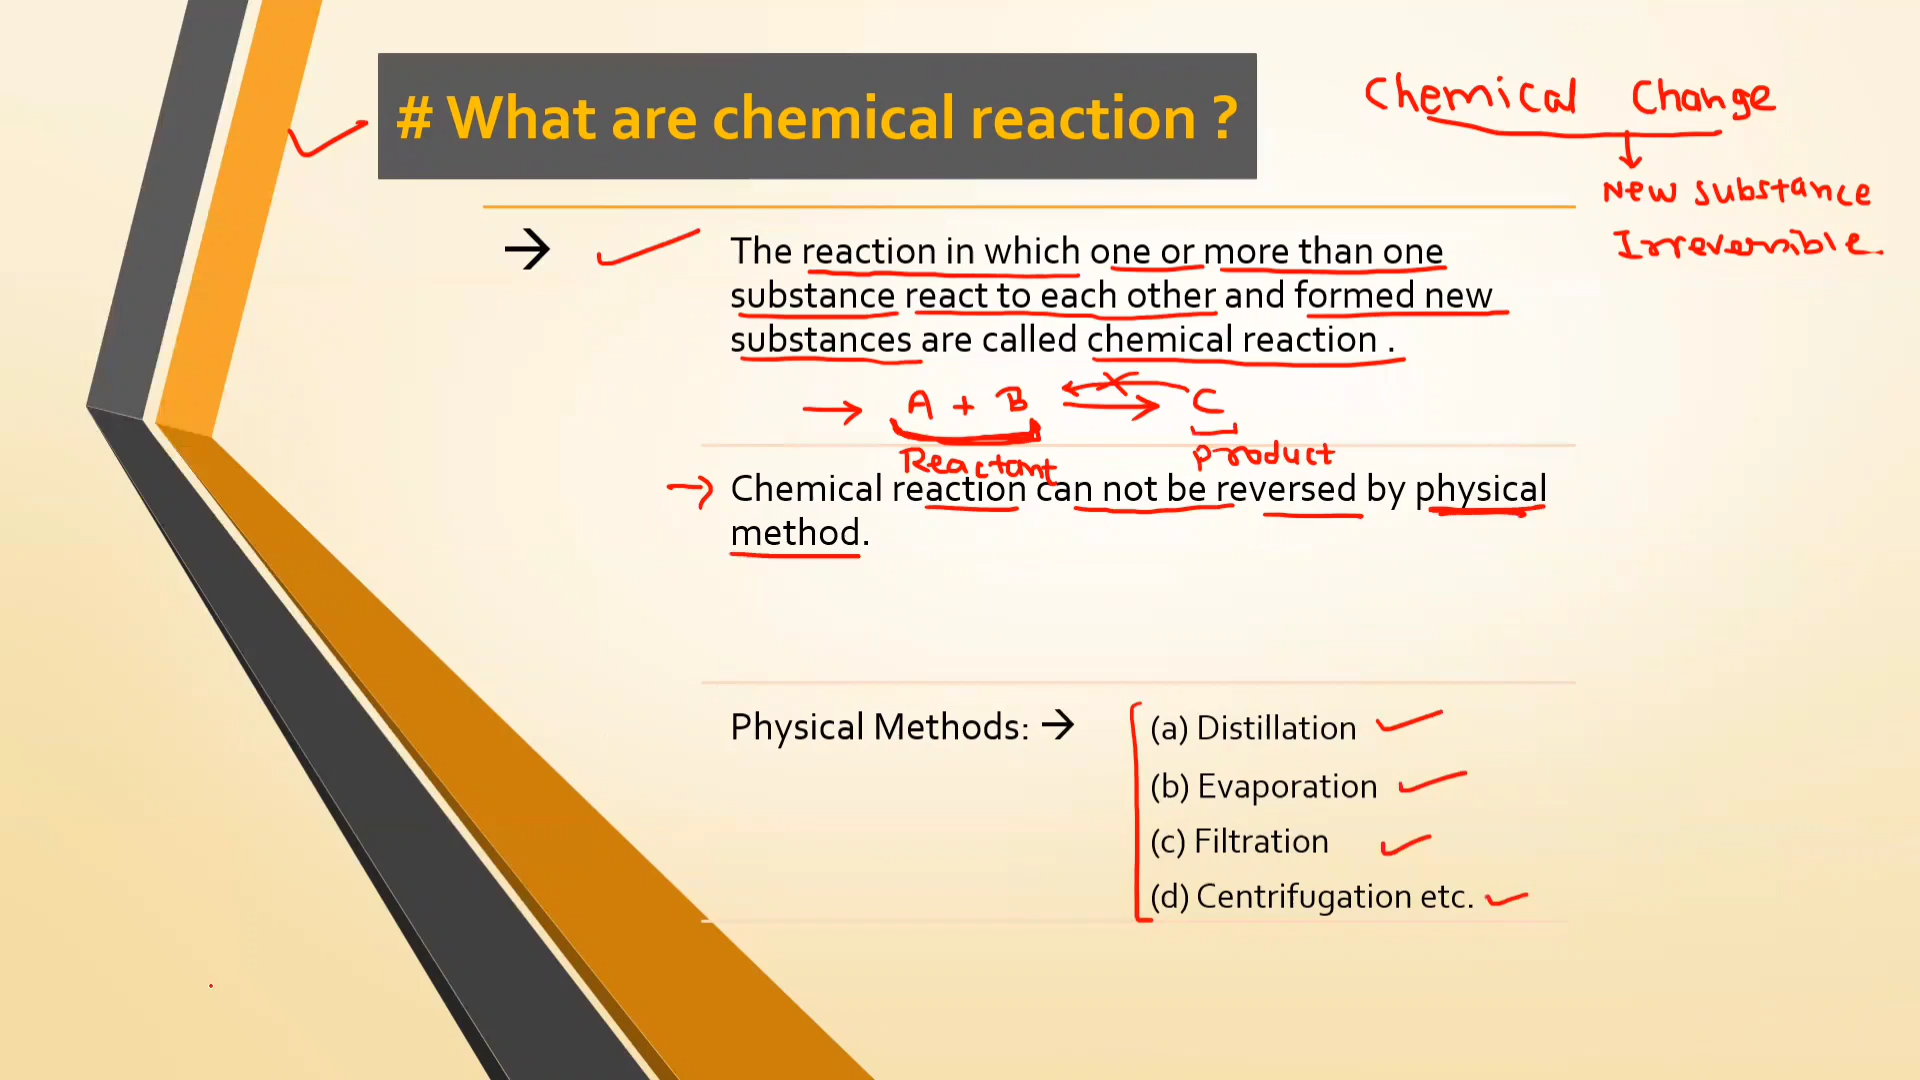 # What are chemical reaction ?
Chemical Change
↓
New substance
Irreversible
→ The reaction in which one or more than one
substance react to each other and formed new
substances are called chemical reaction .
→ A + B ⇄ C
Reactant product
→ Chemical reaction can not be reversed by physical
method.
Physical Methods: → (a) Distillation
(b) Evaporation
(c) Filtration
(d) Centrifugation etc.